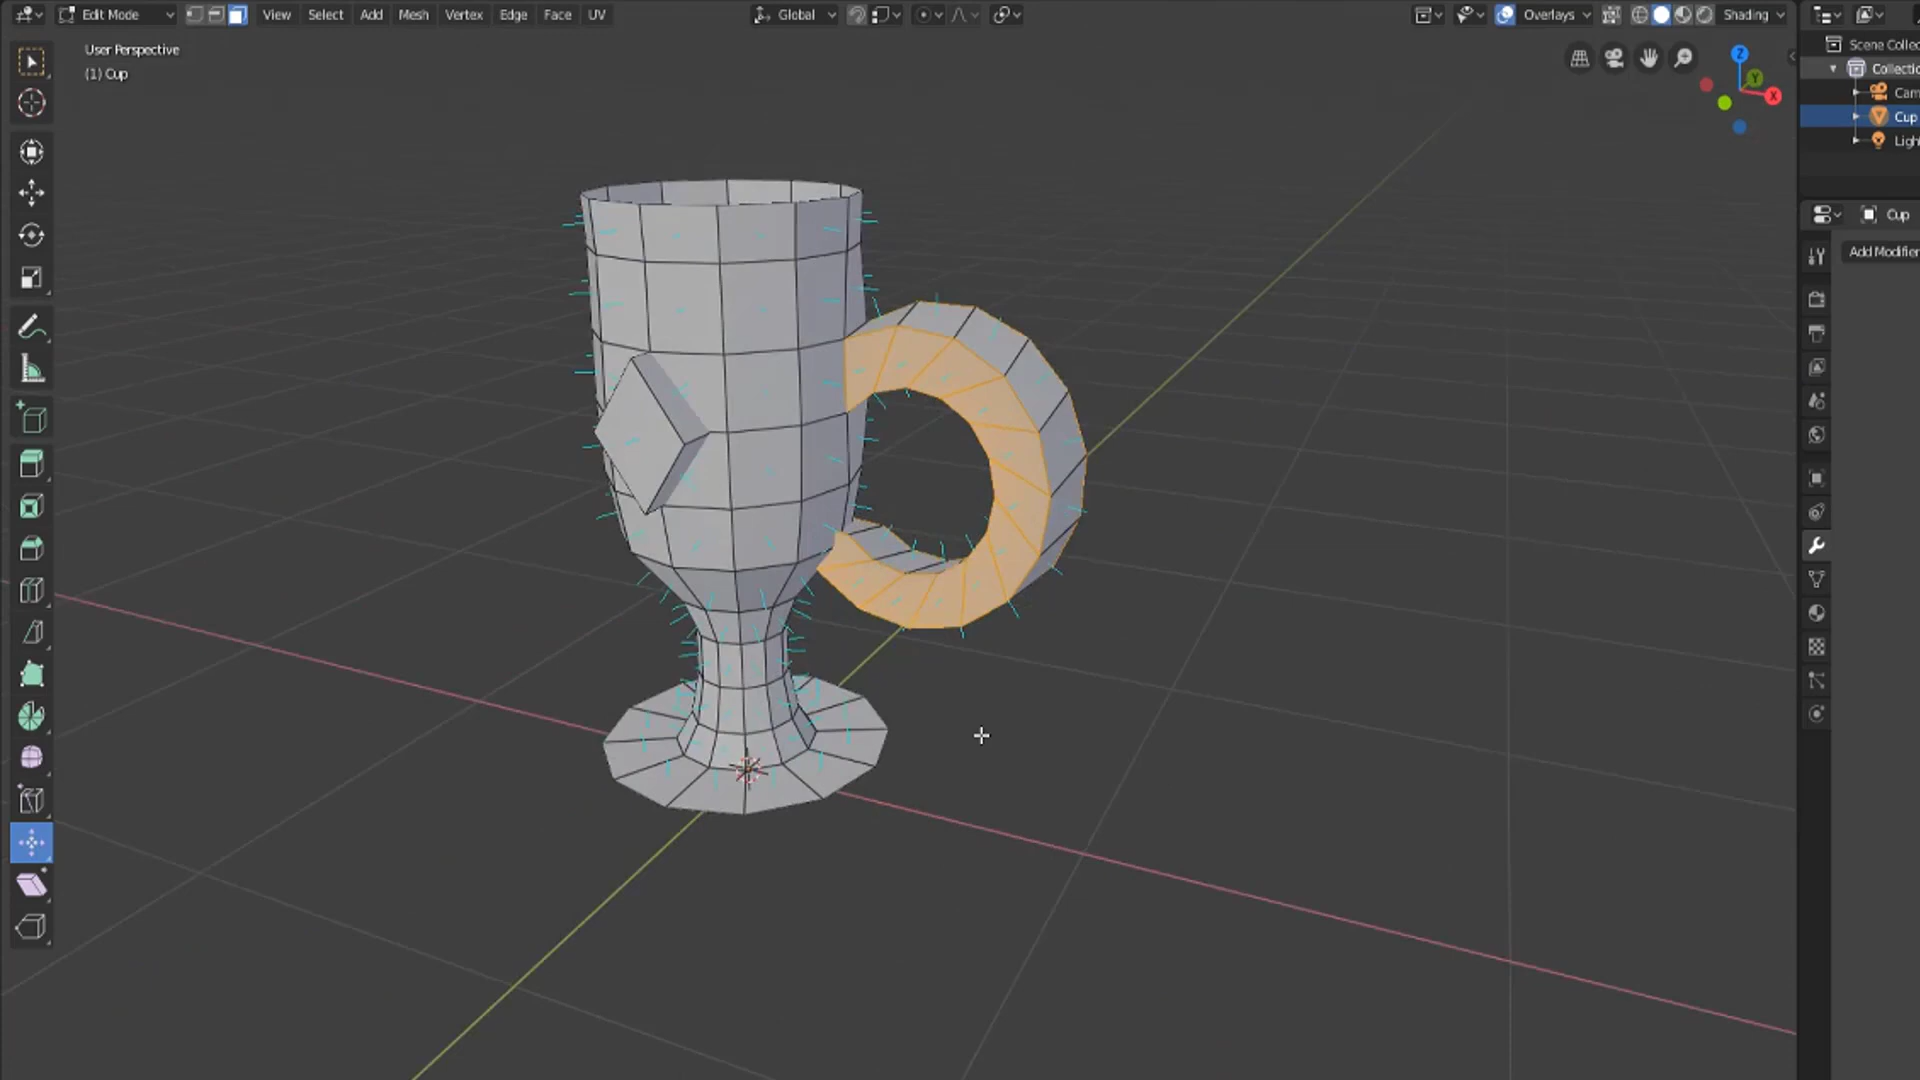 Edit Mode View Select Add Mesh Vertex Edge Face UV Global Overlays Shading
User Perspective
(1) Cup
Z
Y
X
Scene Collec
Collectio
Cam
Cup
Ligh
Cup
Add Modifier